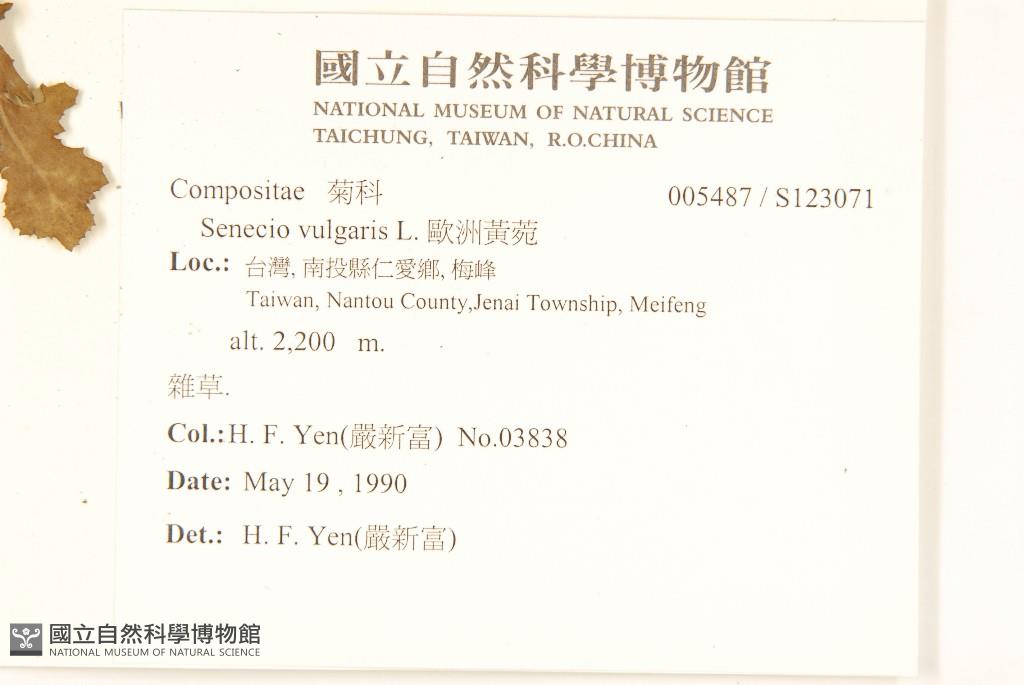 國立自然科學博物館
NATIONAL MUSEUM OF NATURAL SCIENCE
TAICHUNG, TAIWAN, R.O.CHINA
Compositae 菊科 005487 / S123071
Senecio vulgaris L. 歐洲黃菀
Loc.: 台灣, 南投縣仁愛鄉, 梅峰
Taiwan, Nantou County,Jenai Township, Meifeng
alt. 2,200 m.
雜草.
Col.:H. F. Yen(嚴新富) No.03838
Date: May 19 , 1990
Det.: H. F. Yen(嚴新富)
國立自然科學博物館
NATIONAL MUSEUM OF NATURAL SCIENCE